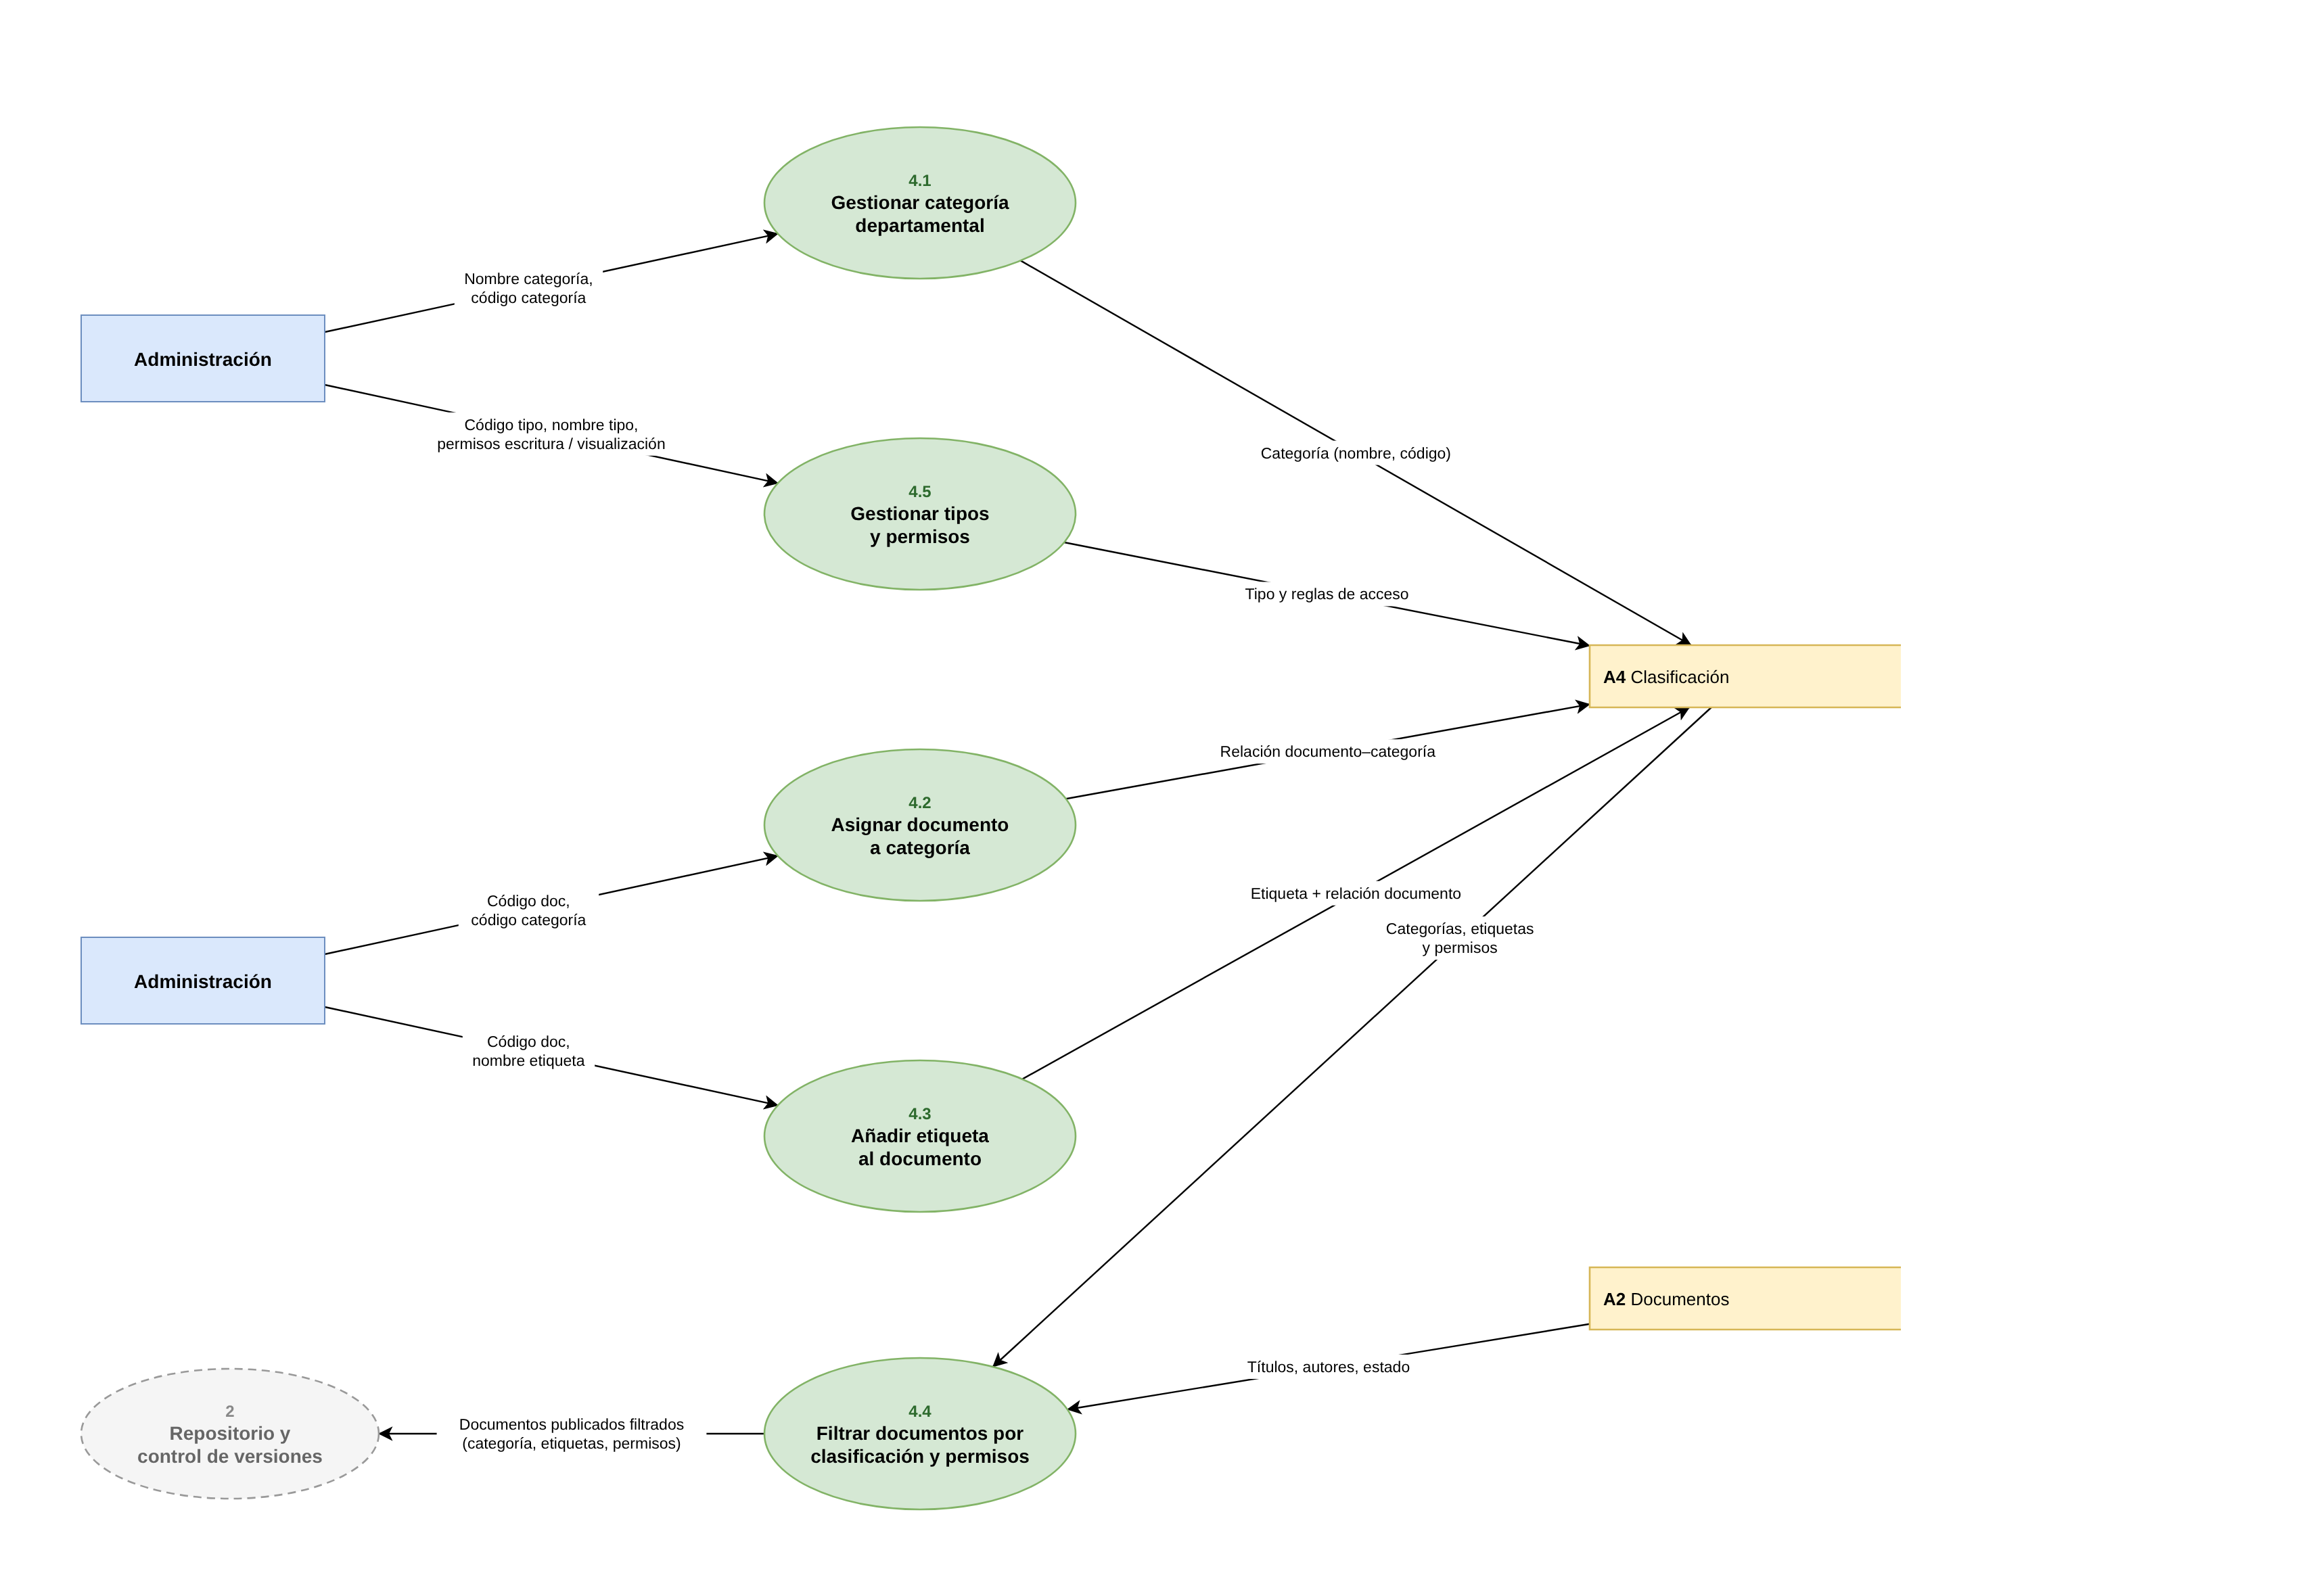 4.1
Gestionar categoría
departamental
Nombre categoría,
código categoría
Administración
Código tipo, nombre tipo,
permisos escritura / visualización
Categoría (nombre, código)
4.5
Gestionar tipos
y permisos
Tipo y reglas de acceso
A4 Clasificación
Relación documento–categoría
4.2
Asignar documento
a categoría
Código doc,
código categoría
Etiqueta + relación documento
Categorías, etiquetas
y permisos
Administración
Código doc,
nombre etiqueta
4.3
Añadir etiqueta
al documento
A2 Documentos
Títulos, autores, estado
2
Repositorio y
control de versiones
Documentos publicados filtrados
(categoría, etiquetas, permisos)
4.4
Filtrar documentos por
clasificación y permisos